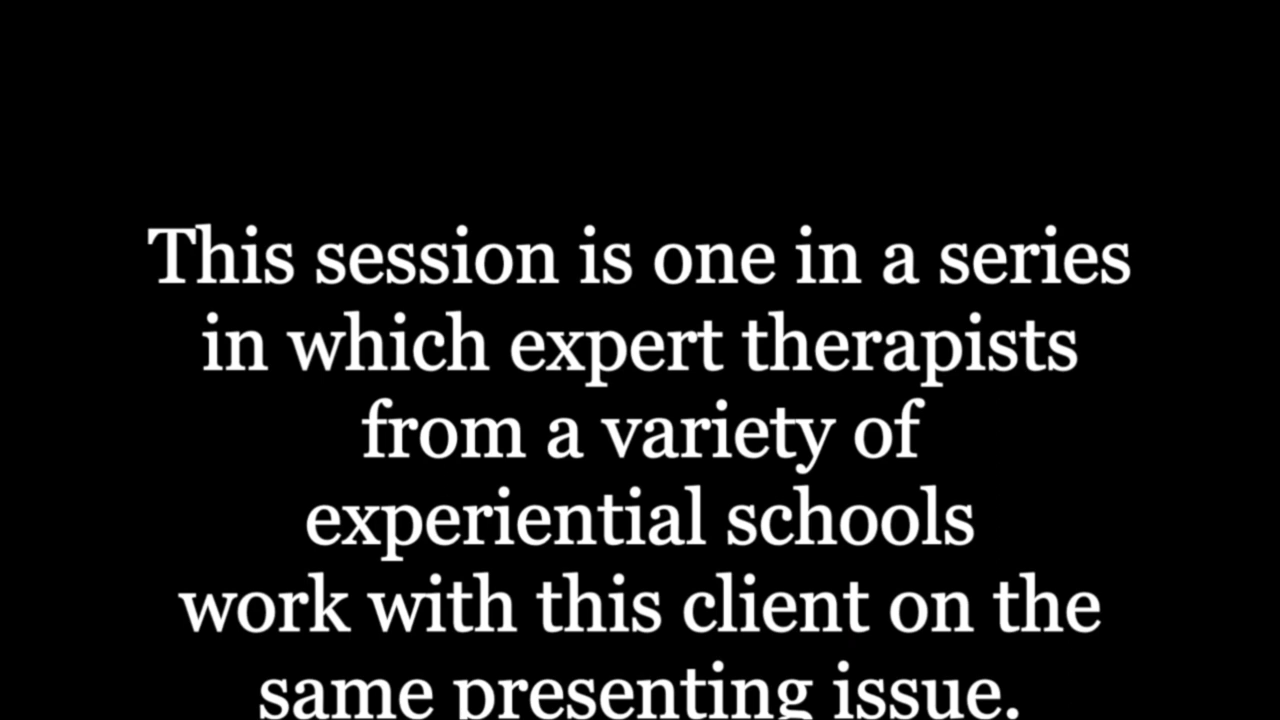 This session is one in a series
in which expert therapists
from a variety of
experiential schools
work with this client on the
same presenting issue.